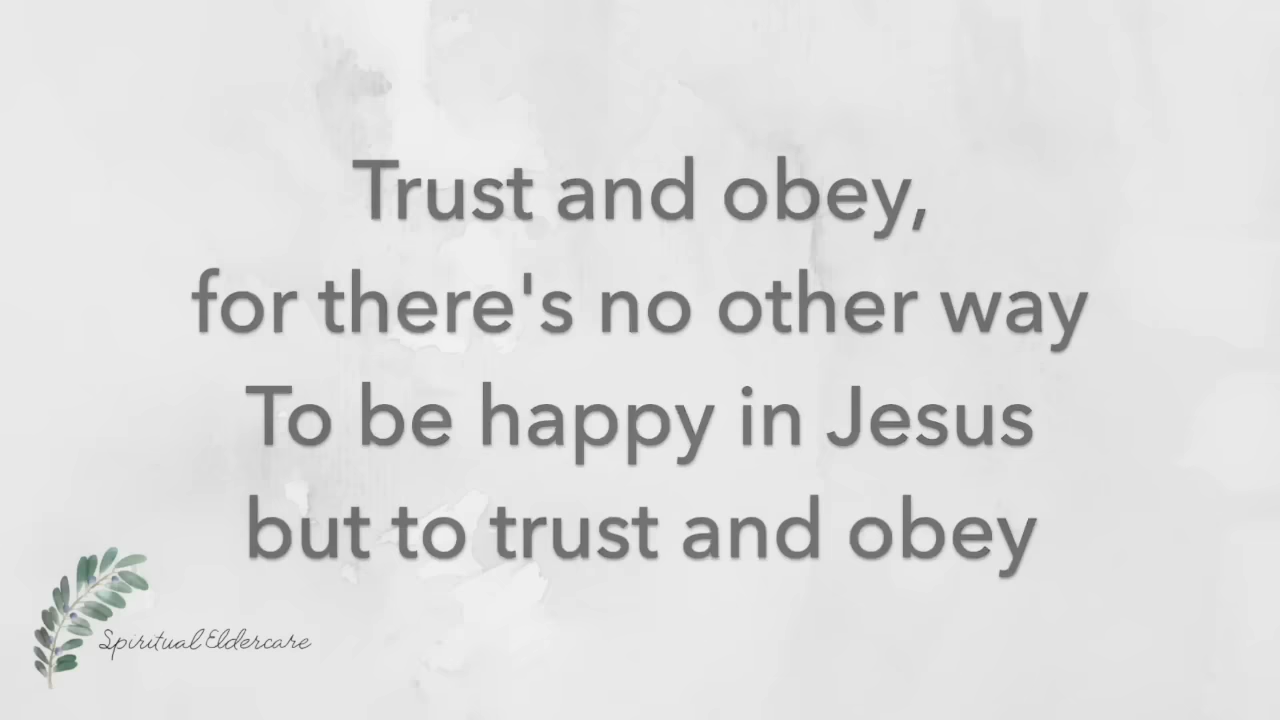 Trust and obey,
for there's no other way
To be happy in Jesus
but to trust and obey
Spiritual Eldercare